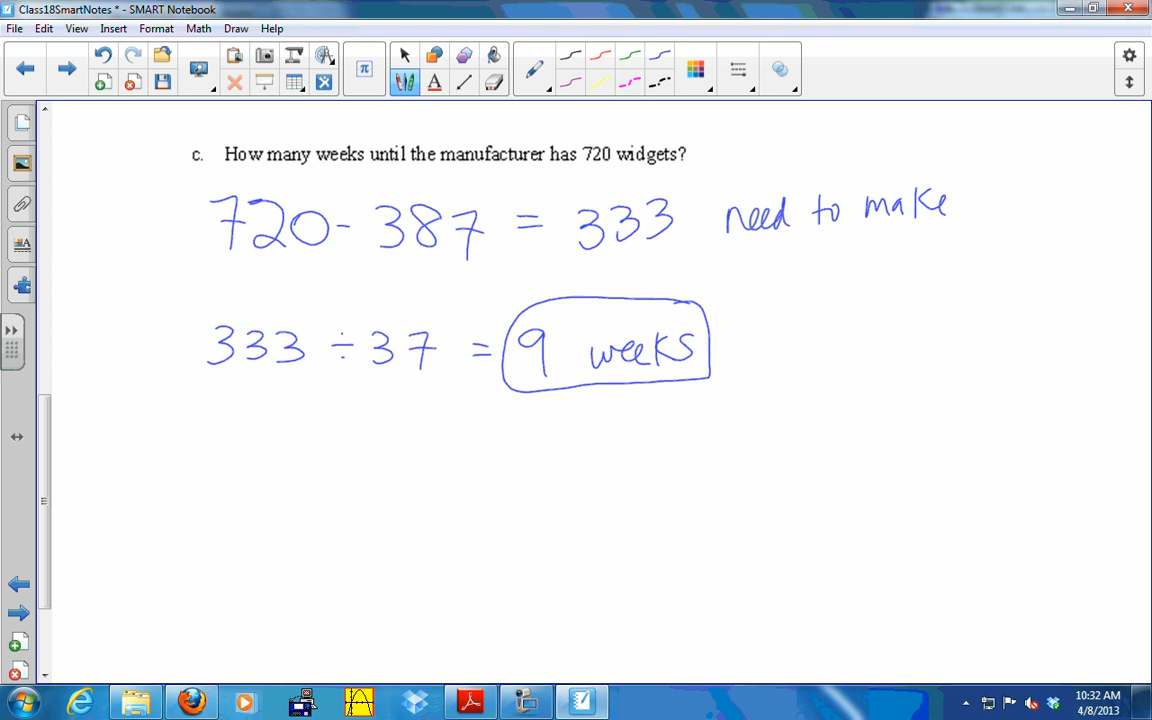 Class18SmartNotes * - SMART Notebook
File Edit View Insert Format Math Draw Help
c. How many weeks until the manufacturer has 720 widgets?
720 - 387 = 333 need to make
333 ÷ 37 = 9 weeks
10:32 AM
4/8/2013